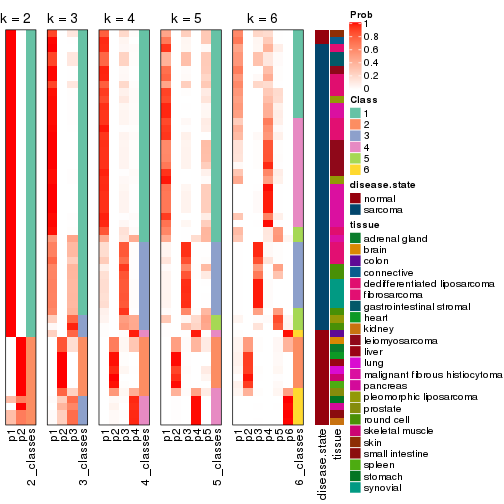 k = 2 k = 3 k = 4 k = 5 k = 6
p1 p2 2_classes p1 p2 p3 3_classes p1 p2 p3 p4 4_classes p1 p2 p3 p4 p5 5_classes p1 p2 p3 p4 p5 p6 6_classes disease.state tissue
Prob
1
0.8
0.6
0.4
0.2
0
Class
1
2
3
4
5
6
disease.state
normal
sarcoma
tissue
adrenal gland
brain
colon
connective
dedifferentiated liposarcoma
fibrosarcoma
gastrointestinal stromal
heart
kidney
leiomyosarcoma
liver
lung
malignant fibrous histiocytoma
pancreas
pleomorphic liposarcoma
prostate
round cell
skeletal muscle
skin
small intestine
spleen
stomach
synovial